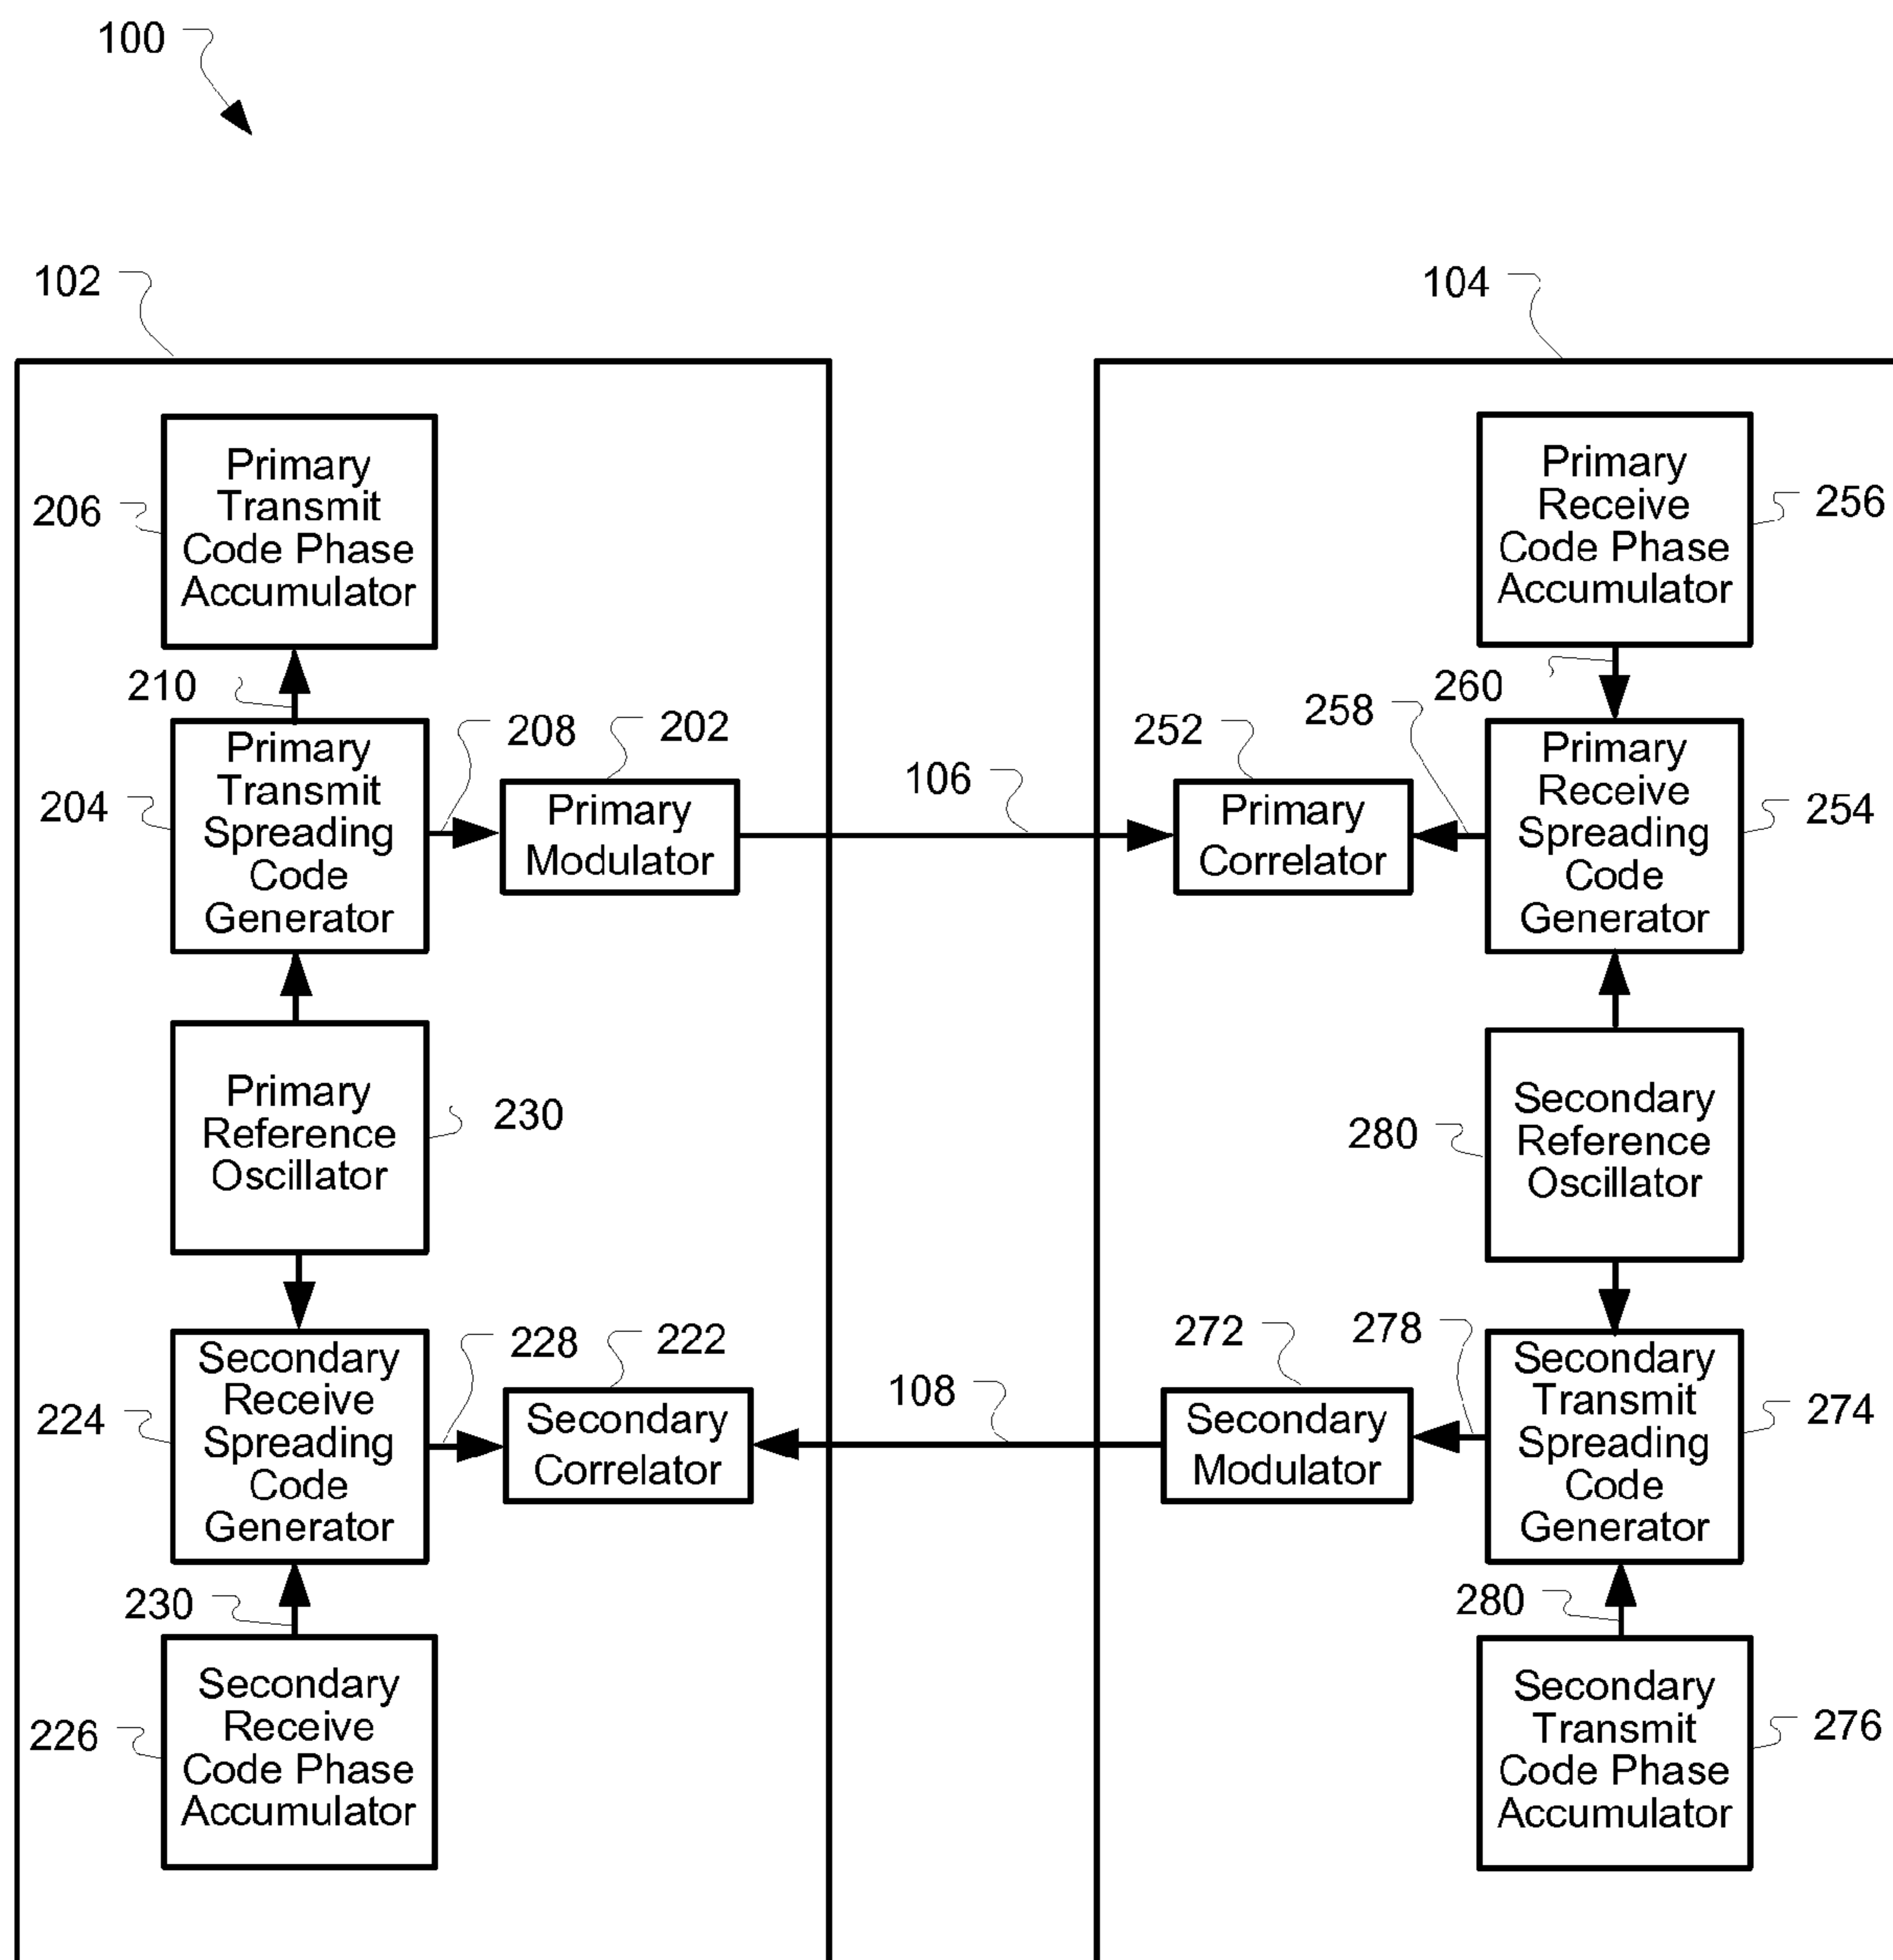 100
102
104
Primary
Transmit
Code Phase
Accumulator
206
Primary
Receive
Code Phase
Accumulator
256
210
260
208
202
252
258
204
Primary
Transmit
Spreading
Code
Generator
Primary
Modulator
106
Primary
Correlator
Primary
Receive
Spreading
Code
Generator
254
Primary
Reference
Oscillator
230
280
Secondary
Reference
Oscillator
228
222
272
278
224
Secondary
Receive
Spreading
Code
Generator
Secondary
Correlator
108
Secondary
Modulator
Secondary
Transmit
Spreading
Code
Generator
274
230
280
226
Secondary
Receive
Code Phase
Accumulator
Secondary
Transmit
Code Phase
Accumulator
276